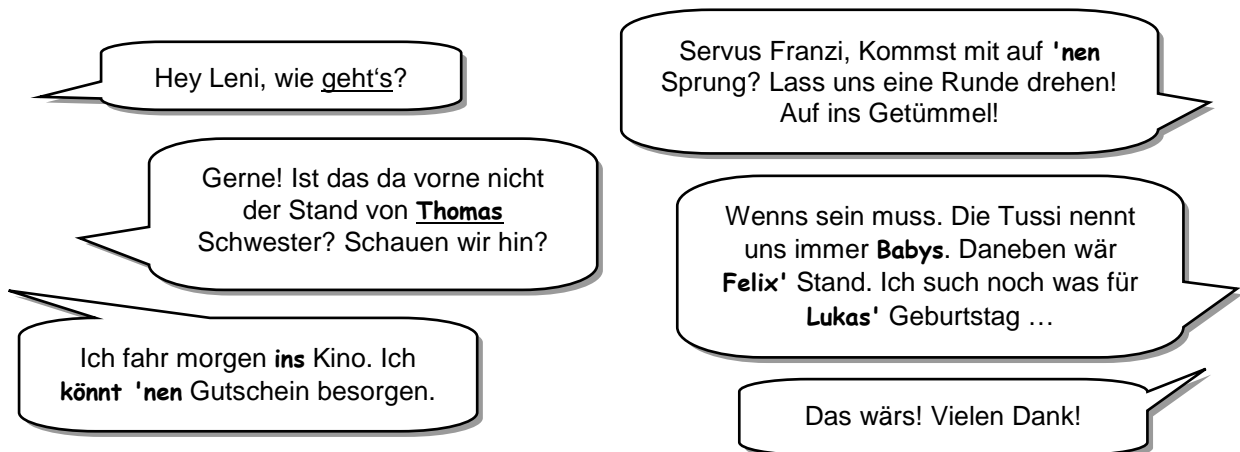 Hey Leni, wie geht‘s?
Servus Franzi, Kommst mit auf 'nen
Sprung? Lass uns eine Runde drehen!
Auf ins Getümmel!
Gerne! Ist das da vorne nicht
der Stand von Thomas
Schwester? Schauen wir hin?
Wenns sein muss. Die Tussi nennt
uns immer Babys. Daneben wär
Felix' Stand. Ich such noch was für
Lukas' Geburtstag …
Ich fahr morgen ins Kino. Ich
könnt 'nen Gutschein besorgen.
Das wärs! Vielen Dank!